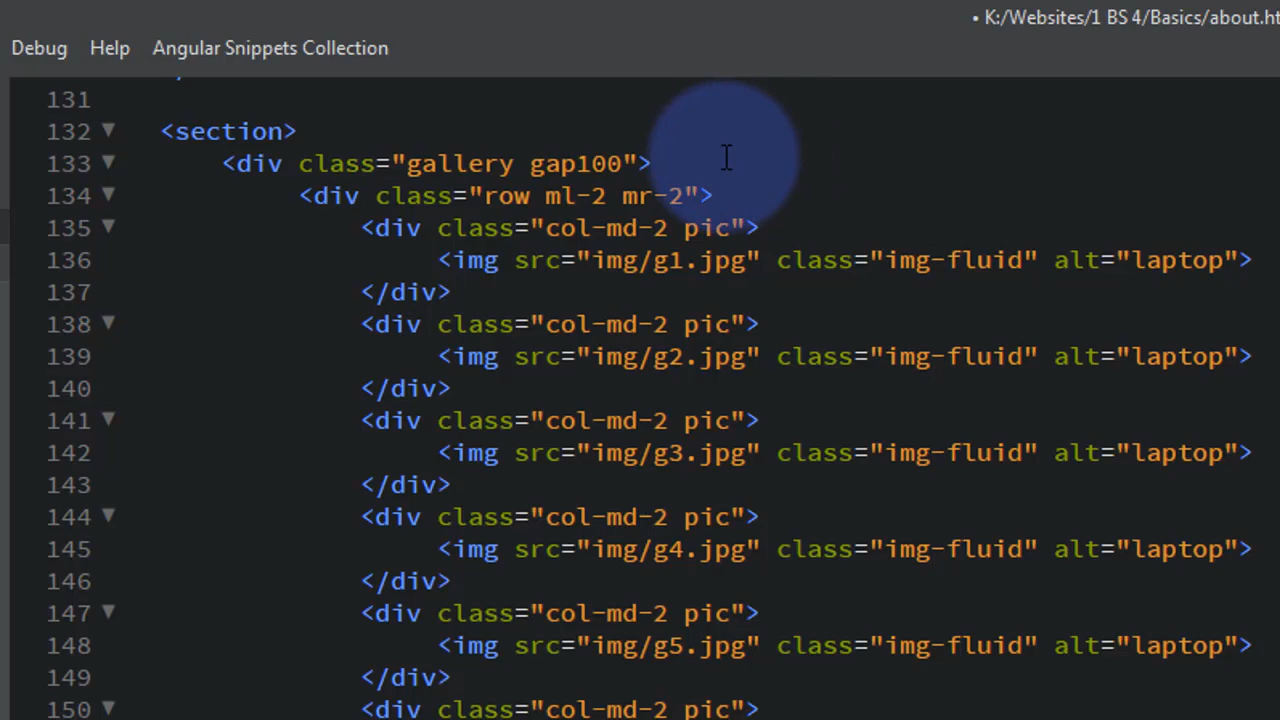 • K:/Websites/1 BS 4/Basics/about.ht
Debug Help Angular Snippets Collection
131
132 <section>
133 <div class="gallery gap100">
134 <div class="row ml-2 mr-2">
135 <div class="col-md-2 pic">
136 <img src="img/g1.jpg" class="img-fluid" alt="laptop">
137 </div>
138 <div class="col-md-2 pic">
139 <img src="img/g2.jpg" class="img-fluid" alt="laptop">
140 </div>
141 <div class="col-md-2 pic">
142 <img src="img/g3.jpg" class="img-fluid" alt="laptop">
143 </div>
144 <div class="col-md-2 pic">
145 <img src="img/g4.jpg" class="img-fluid" alt="laptop">
146 </div>
147 <div class="col-md-2 pic">
148 <img src="img/g5.jpg" class="img-fluid" alt="laptop">
149 </div>
150 <div class="col-md-2 pic">